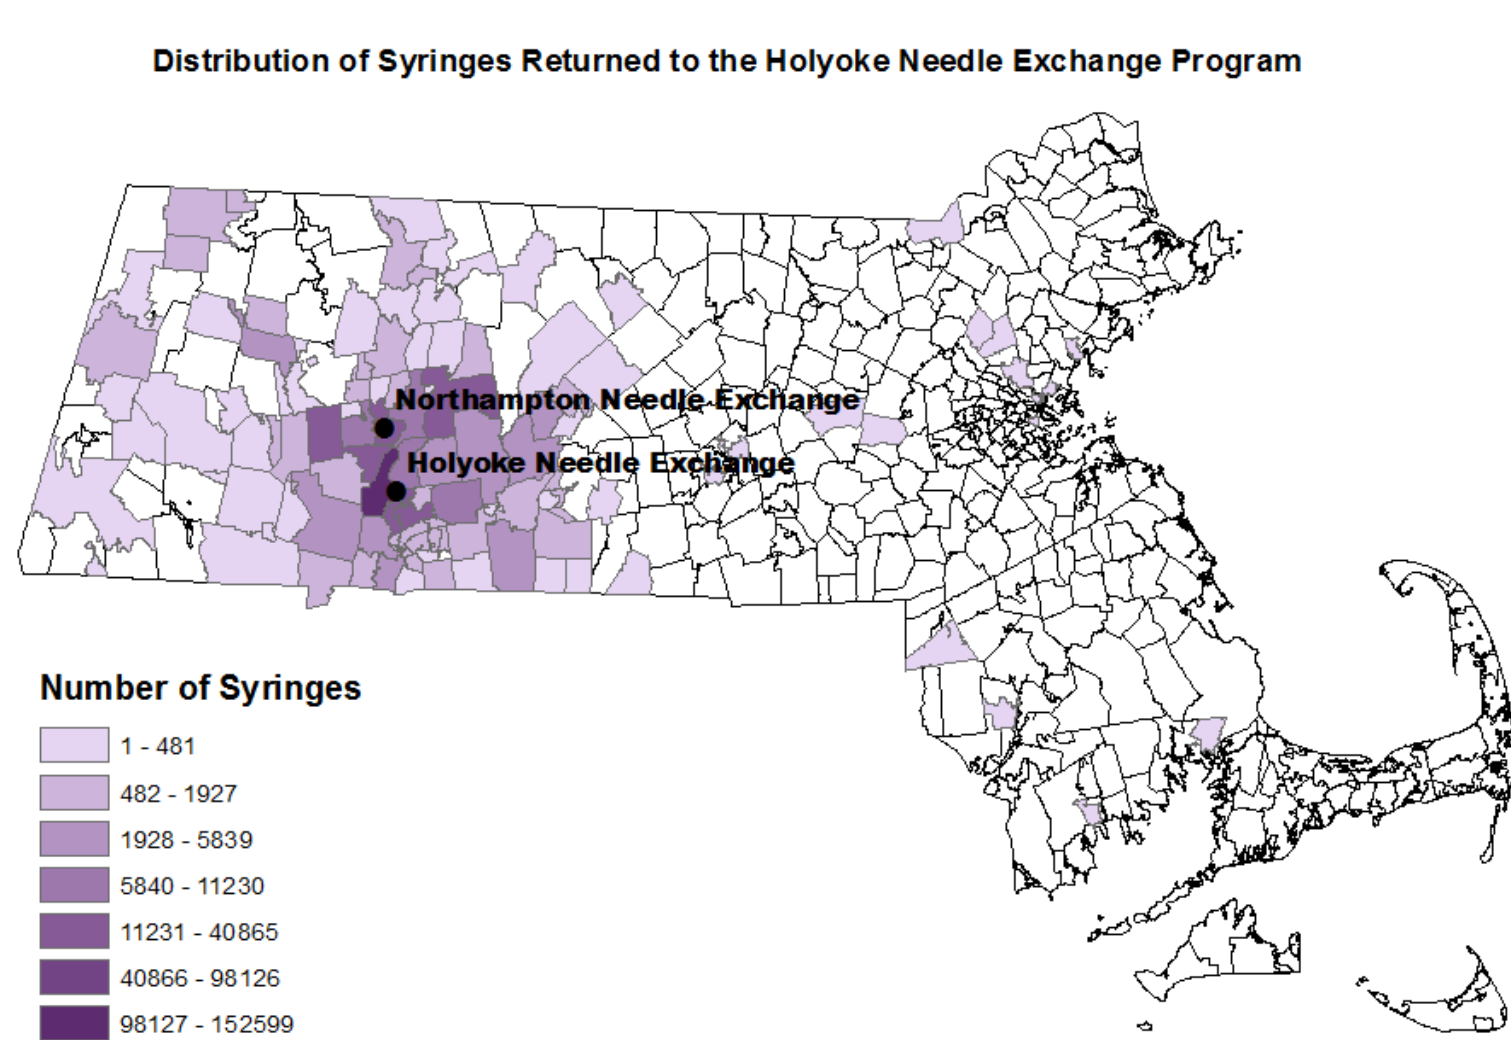 Distribution of Syringes Returned to the Holyoke Needle Exchange Program
Northampton Needle Exchange
Holyoke Needle Exchange
Number of Syringes
1 - 481
482 - 1927
1928 - 5839
5840 - 11230
11231 - 40865
40866 - 98126
98127 - 152599